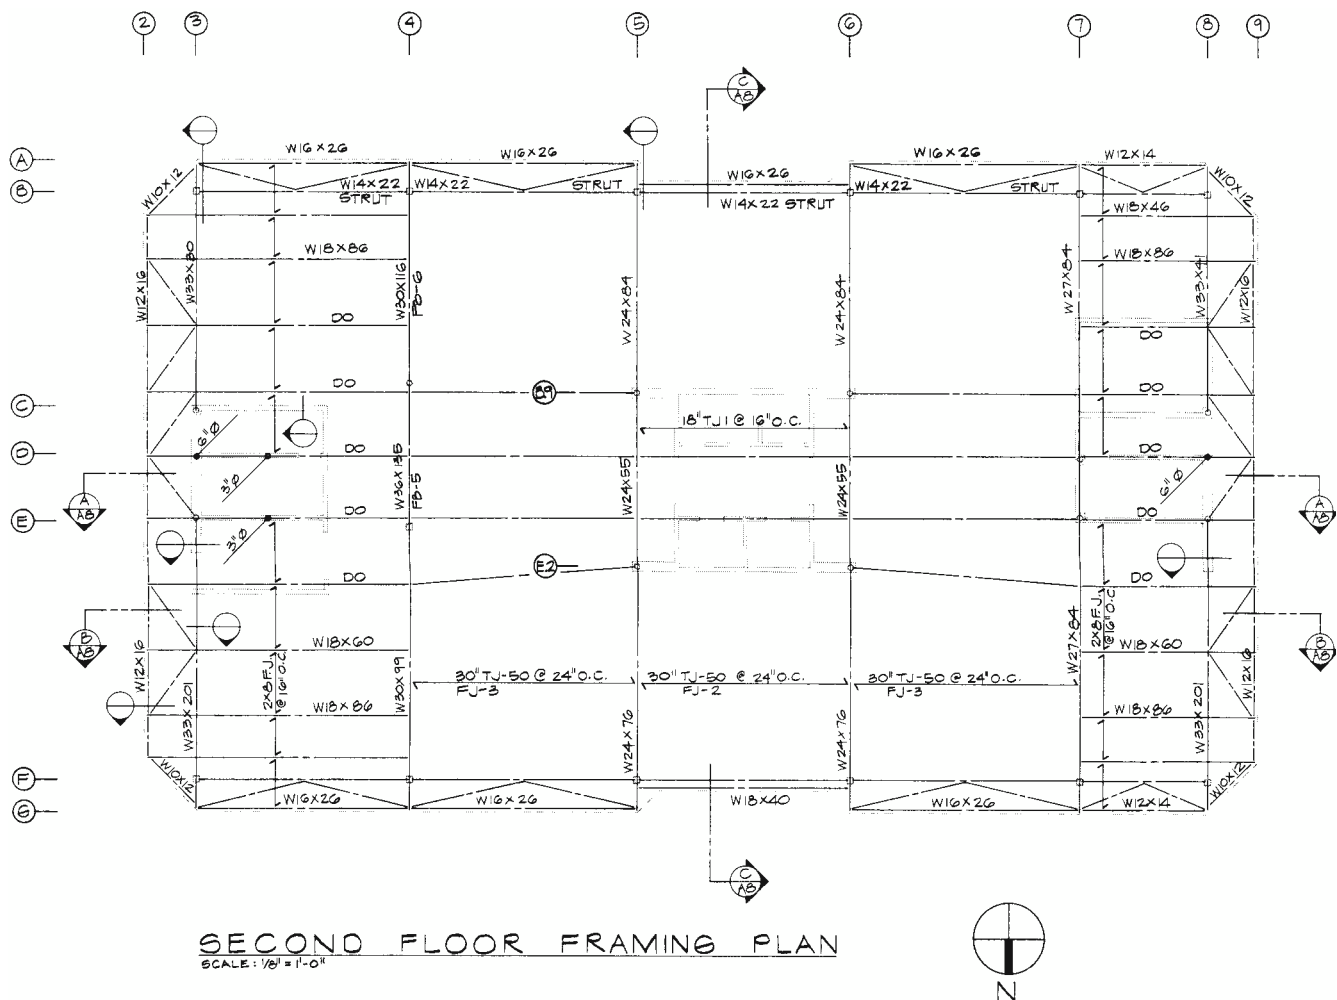 2 3 4 5 6 7 8 9
C
A8
A
W16X26
W16X26
W16X26
W12X14
W16X26
B
W10X12
W14X22
W14X22
STRUT
W14X22
STRUT
W10X12
STRUT
W14X22 STRUT
W18X46
W33X80
W18X86
W18X86
W12X16
W30X116
FB-6
W24X84
W24X84
W27X84
W33X41
W12X16
DO
DO
DO
B9
DO
C
18" TJI @ 16" O.C.
6" Ø
D
DO
DO
3" Ø
W36X135
FB-5
W24X55
W24X55
6" Ø
A
A8
A
A8
E
DO
DO
3" Ø
E2
DO
DO
2X8 F.J.
@ 16" O.C.
B
A8
B
A8
W18X60
W27X84
W18X60
W12X16
2X8 F.J.
@ 16" O.C.
W30X99
30" TJ-50 @ 24" O.C.
FJ-3
30" TJ-50 @ 24" O.C.
FJ-2
30" TJ-50 @ 24" O.C.
FJ-3
W12X16
W33X201
W18X86
W18X86
W33X201
W24X76
W24X76
F
W10X12
W10X12
G
W16X26
W16X26
W18X40
W16X26
W12X14
C
A8
SECOND FLOOR FRAMING PLAN
SCALE: 1/8" = 1'-0"
N